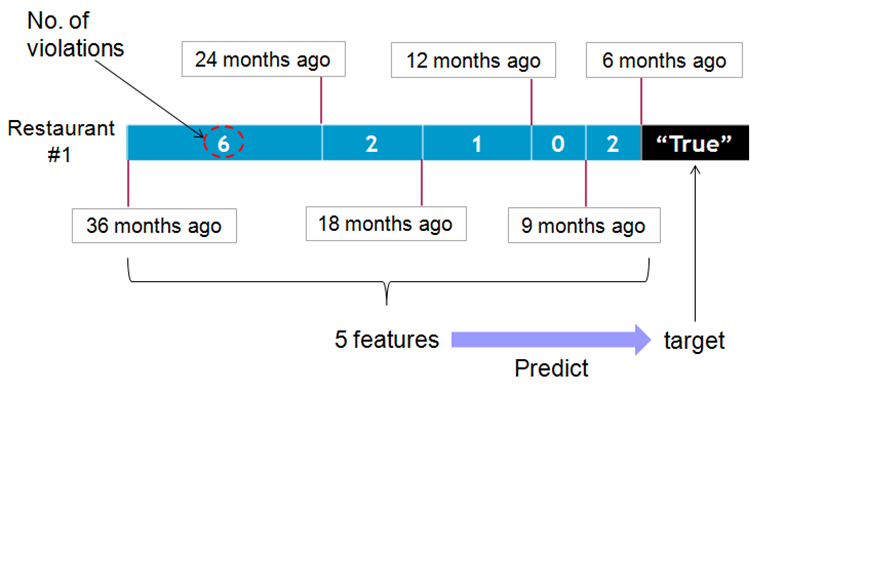 No. of
violations
24 months ago
12 months ago
6 months ago
Restaurant
#1
6
2
1
0
2
“True”
36 months ago
18 months ago
9 months ago
5 features
target
Predict